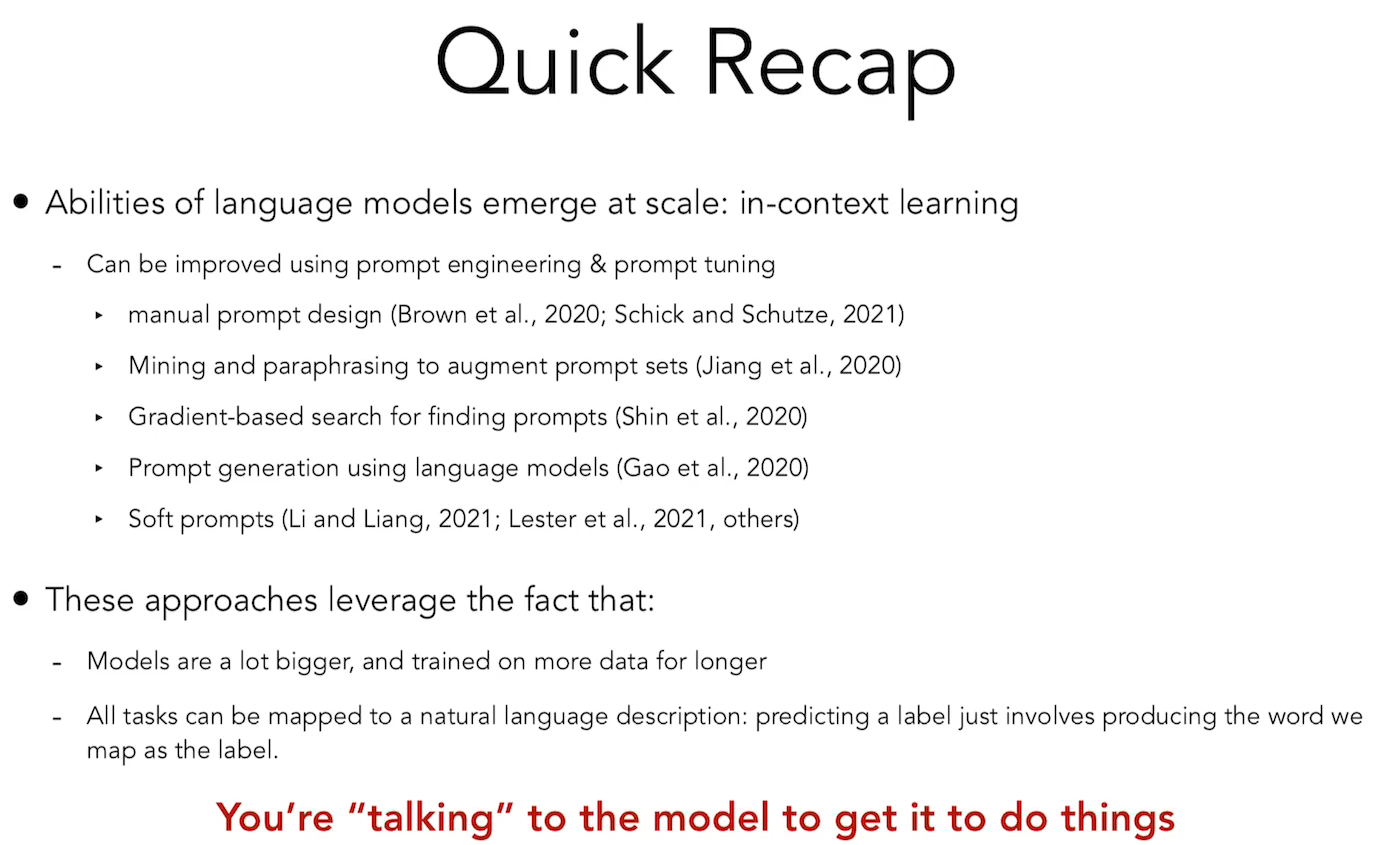 Quick Recap
• Abilities of language models emerge at scale: in-context learning
- Can be improved using prompt engineering & prompt tuning
‣ manual prompt design (Brown et al., 2020; Schick and Schutze, 2021)
‣ Mining and paraphrasing to augment prompt sets (Jiang et al., 2020)
‣ Gradient-based search for finding prompts (Shin et al., 2020)
‣ Prompt generation using language models (Gao et al., 2020)
‣ Soft prompts (Li and Liang, 2021; Lester et al., 2021, others)
• These approaches leverage the fact that:
- Models are a lot bigger, and trained on more data for longer
- All tasks can be mapped to a natural language description: predicting a label just involves producing the word we
map as the label.
You’re “talking” to the model to get it to do things